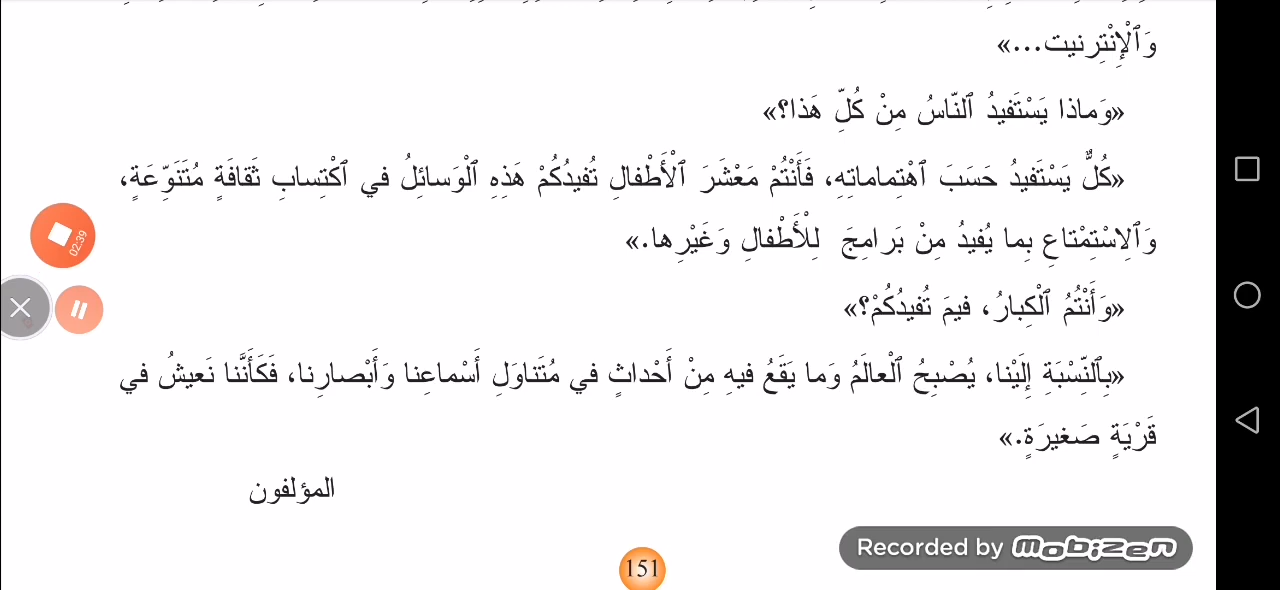 وَٱلْإِنْتِرنيت...»
«وَماذا يَسْتَفيدُ ٱلنّاسُ مِنْ كُلِّ هَذا؟»
«كُلٌّ يَسْتَفيدُ حَسَبَ ٱهْتِماماتِهِ، فَأَنْتُمْ مَعْشَرَ ٱلْأَطْفالِ تُفيدُكُمْ هَذِهِ ٱلْوَسائِلُ في ٱكْتِسابِ ثَقافَةٍ مُتَنَوِّعَةٍ،
وَٱلِاسْتِمْتاعِ بِما يُفيدُ مِنْ بَرامِجَ لِلْأَطْفالِ وَغَيْرِها.»
«وَأَنْتُمُ ٱلْكِبارُ، فيمَ تُفيدُكُمْ؟»
«بِٱلنِّسْبَةِ إِلَيْنا، يُصْبِحُ ٱلْعالَمُ وَما يَقَعُ فيهِ مِنْ أَحْداثٍ في مُتَناوَلِ أَسْماعِنا وَأَبْصارِنا، فَكَأَنَّنا نَعيشُ في
قَرْيَةٍ صَغيرَةٍ.»
المؤلفون
02:39
Recorded by mobizen
151